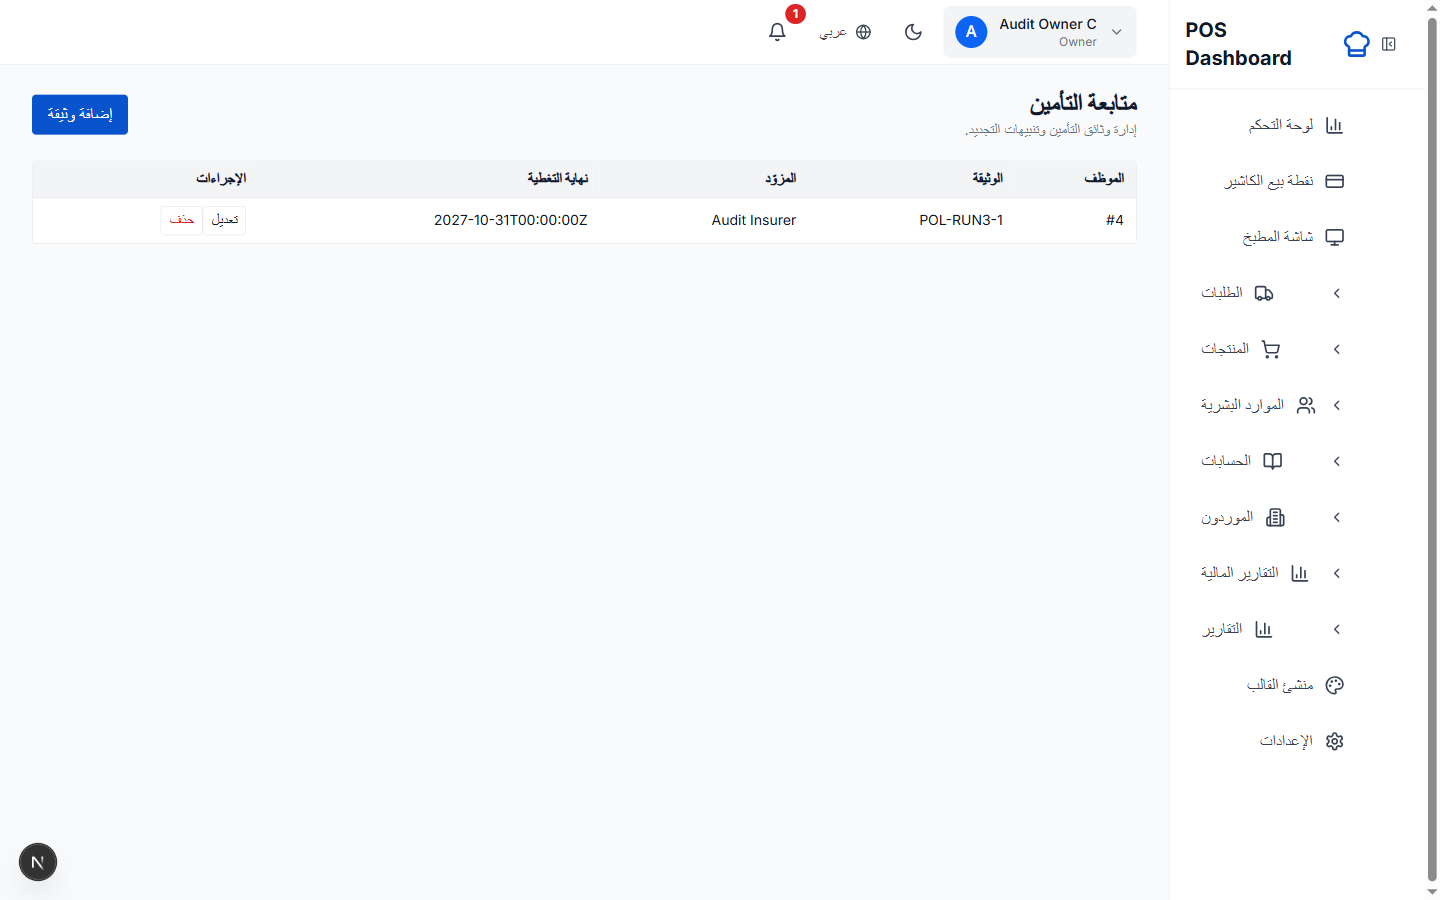 POS
Dashboard
لوحة التحكم
نقطة بيع الكاشير
شاشة المطبخ
الطلبات
المنتجات
الموارد البشرية
الحسابات
الموردون
التقارير المالية
التقارير
منشئ القالب
الإعدادات
A
Audit Owner C
Owner
عربي
1
متابعة التأمين
إدارة وثائق التأمين وتنبيهات التجديد.
إضافة وثيقة
الموظف الوثيقة المزوّد نهاية التغطية الإجراءات
#4 POL-RUN3-1 Audit Insurer 2027-10-31T00:00:00Z تعديل حذف
N